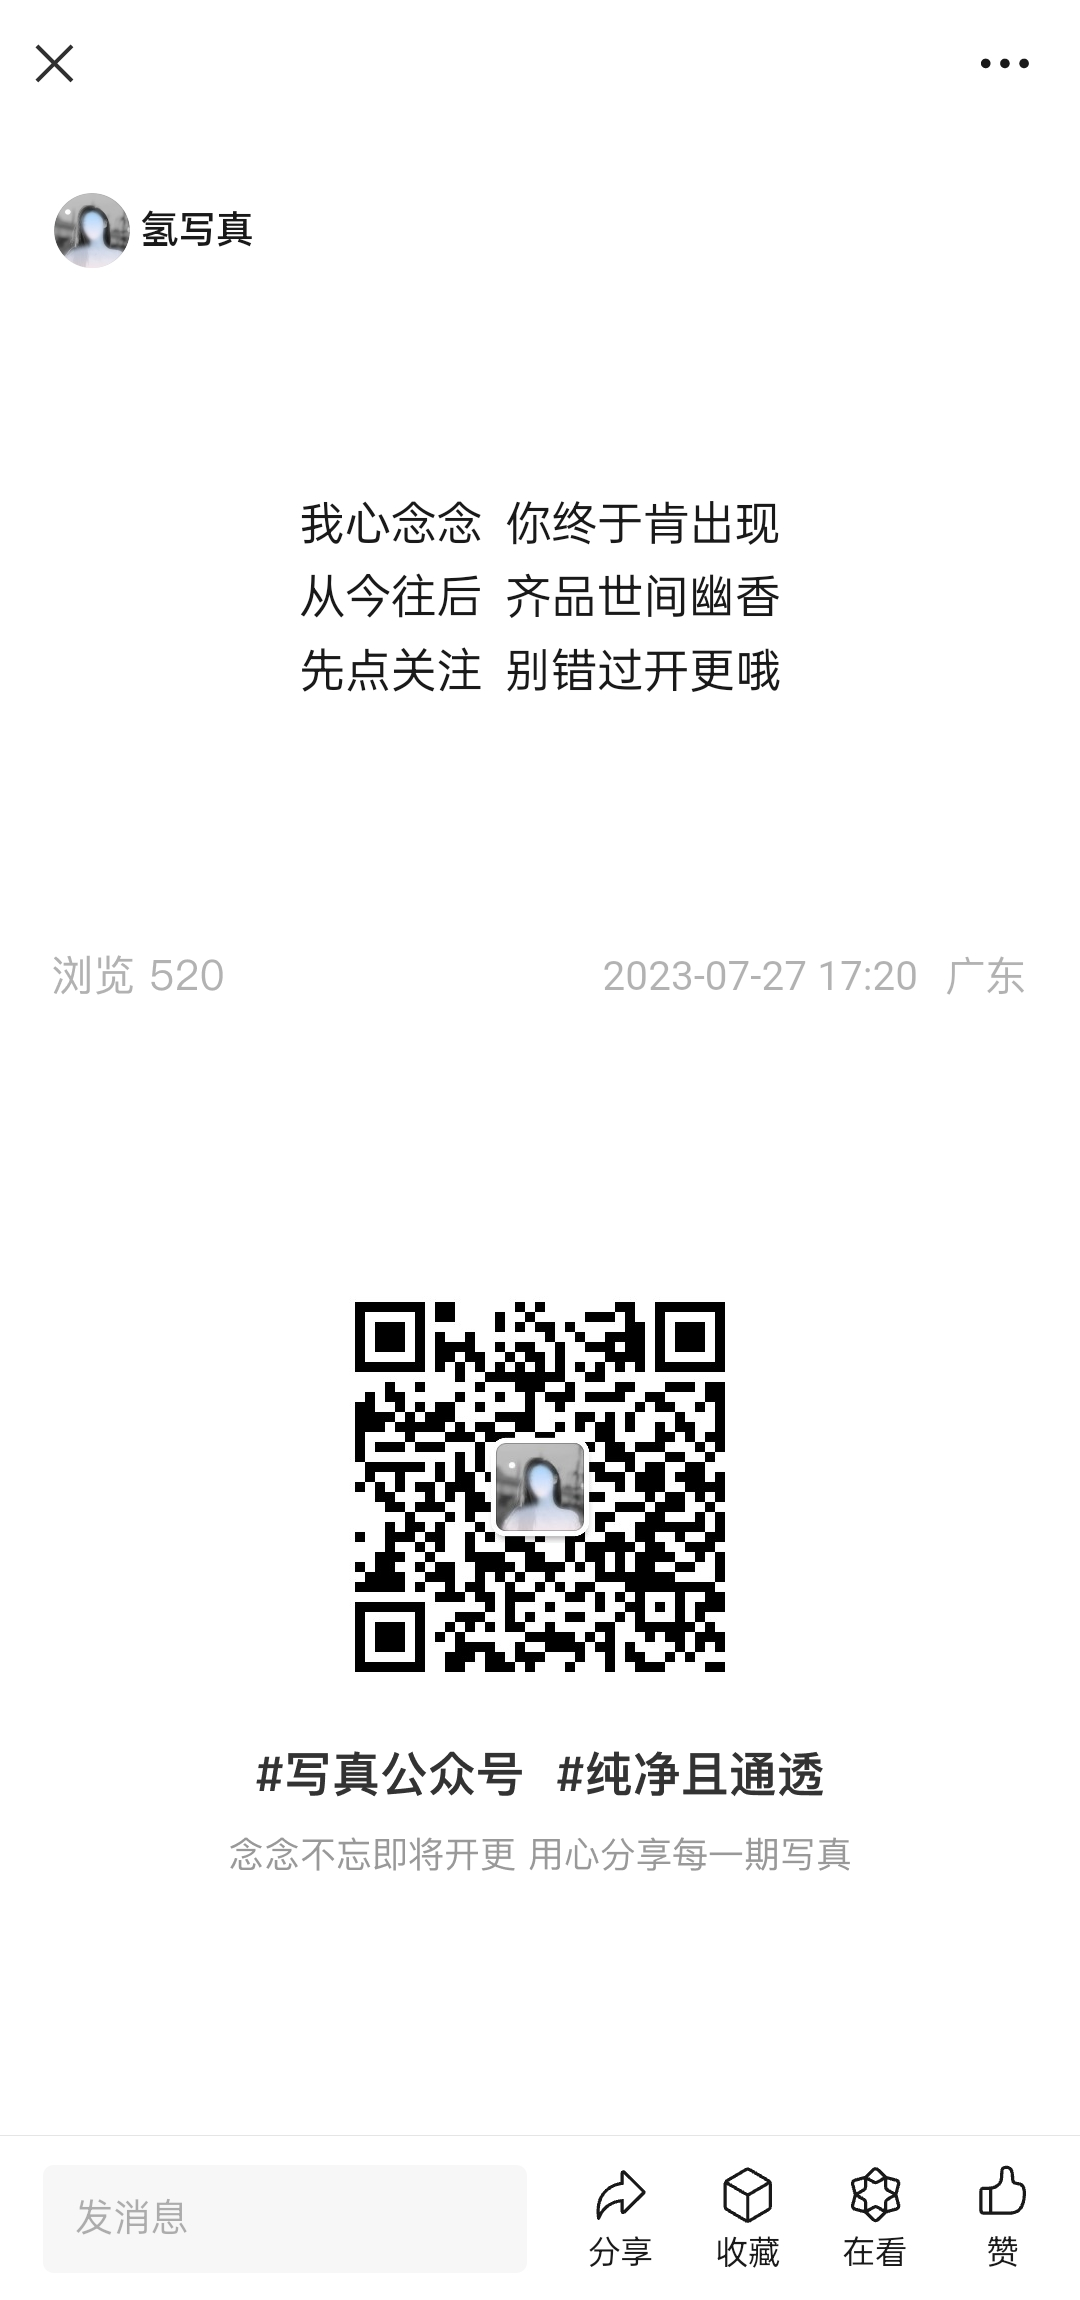 氢写真
我心念念 你终于肯出现
从今往后 齐品世间幽香
先点关注 别错过开更哦
浏览 520
2023-07-27 17:20 广东
#写真公众号 #纯净且通透
念念不忘即将开更 用心分享每一期写真
发消息
分享
收藏
在看
赞